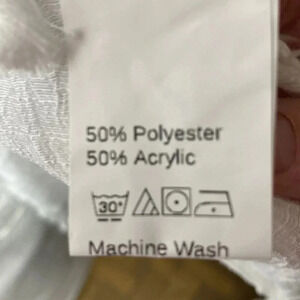 50% Polyester
50% Acrylic
30°
Machine Wash